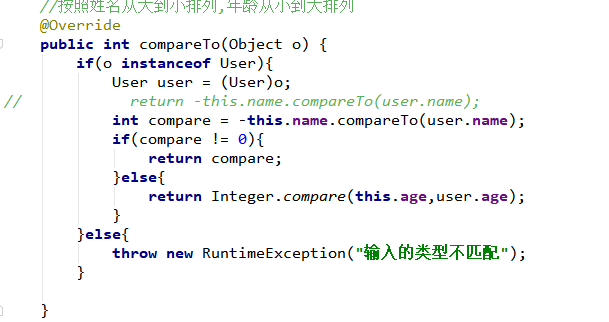 //按照姓名从大到小排列,年龄从小到大排列
@Override
public int compareTo(Object o) {
if(o instanceof User){
User user = (User)o;
// return -this.name.compareTo(user.name);
int compare = -this.name.compareTo(user.name);
if(compare != 0){
return compare;
}else{
return Integer.compare(this.age,user.age);
}
}else{
throw new RuntimeException("输入的类型不匹配");
}
}